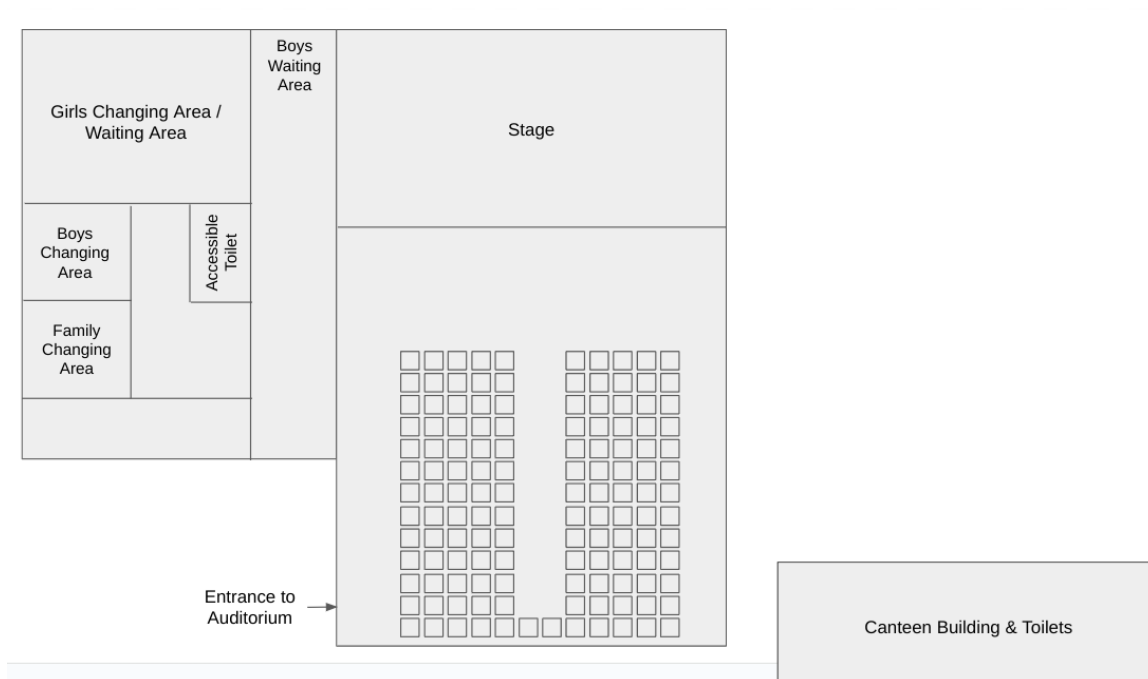 Boys
Waiting
Area
Girls Changing Area /
Waiting Area
Stage
Boys
Changing
Area
Accessible
Toilet
Family
Changing
Area
Entrance to
Auditorium
Canteen Building & Toilets